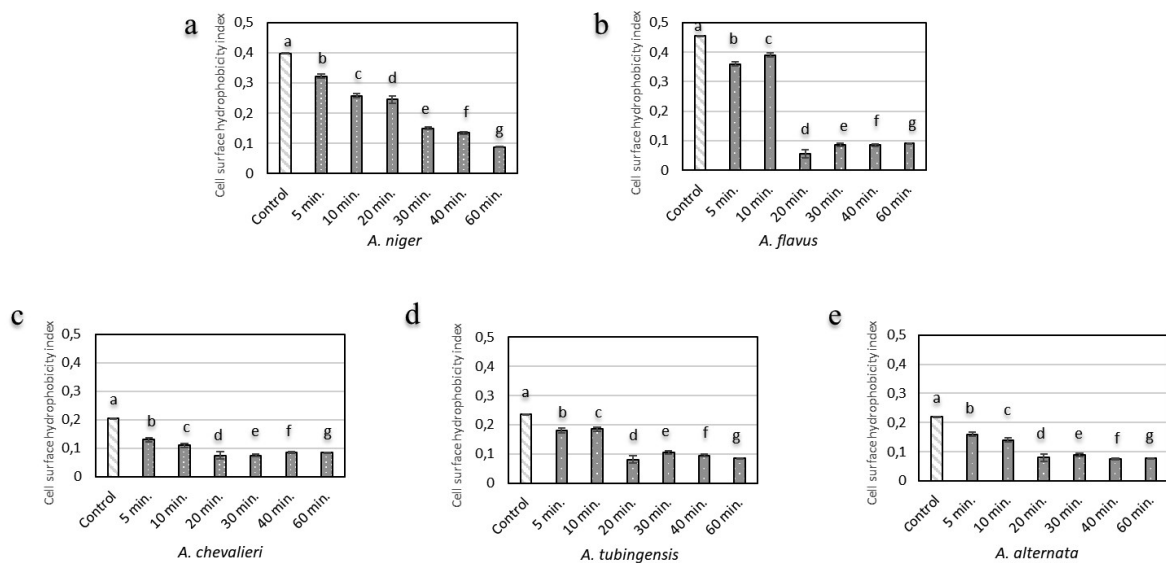 a
Cell surface hydrophobicity index
0,5
0,4
0,3
0,2
0,1
0
a
b
c
d
e
f
g
Control
5 min.
10 min.
20 min.
30 min.
40 min.
60 min.
A. niger
b
Cell surface hydrophobicity index
0,5
0,4
0,3
0,2
0,1
0
a
b
c
d
e
f
g
Control
5 min.
10 min.
20 min.
30 min.
40 min.
60 min.
A. flavus
c
Cell surface hydrophobicity index
0,5
0,4
0,3
0,2
0,1
0
a
b
c
d
e
f
g
Control
5 min.
10 min.
20 min.
30 min.
40 min.
60 min.
A. chevalieri
d
Cell surface hydrophobicity index
0,5
0,4
0,3
0,2
0,1
0
a
b
c
d
e
f
g
Control
5 min.
10 min.
20 min.
30 min.
40 min.
60 min.
A. tubingensis
e
Cell surface hydrophobicity index
0,5
0,4
0,3
0,2
0,1
0
a
b
c
d
e
f
g
Control
5 min.
10 min.
20 min.
30 min.
40 min.
60 min.
A. alternata